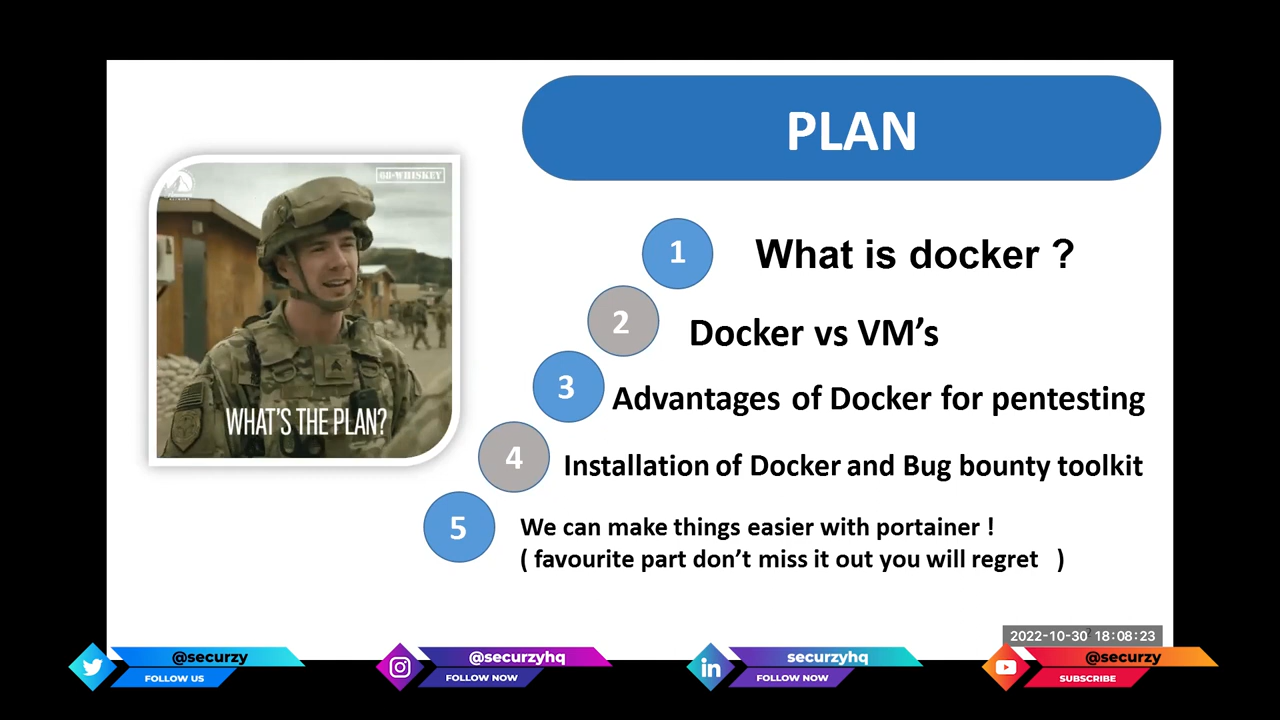 PLAN
68-WHISKEY
WHAT'S THE PLAN?
1
What is docker ?
2
Docker vs VM's
3
Advantages of Docker for pentesting
4
Installation of Docker and Bug bounty toolkit
5
We can make things easier with portainer !
( favourite part don't miss it out you will regret )
2022-10-30 18:08:23
@securzy
FOLLOW US
@securzyhq
FOLLOW NOW
in
securzyhq
FOLLOW NOW
@securzy
SUBSCRIBE